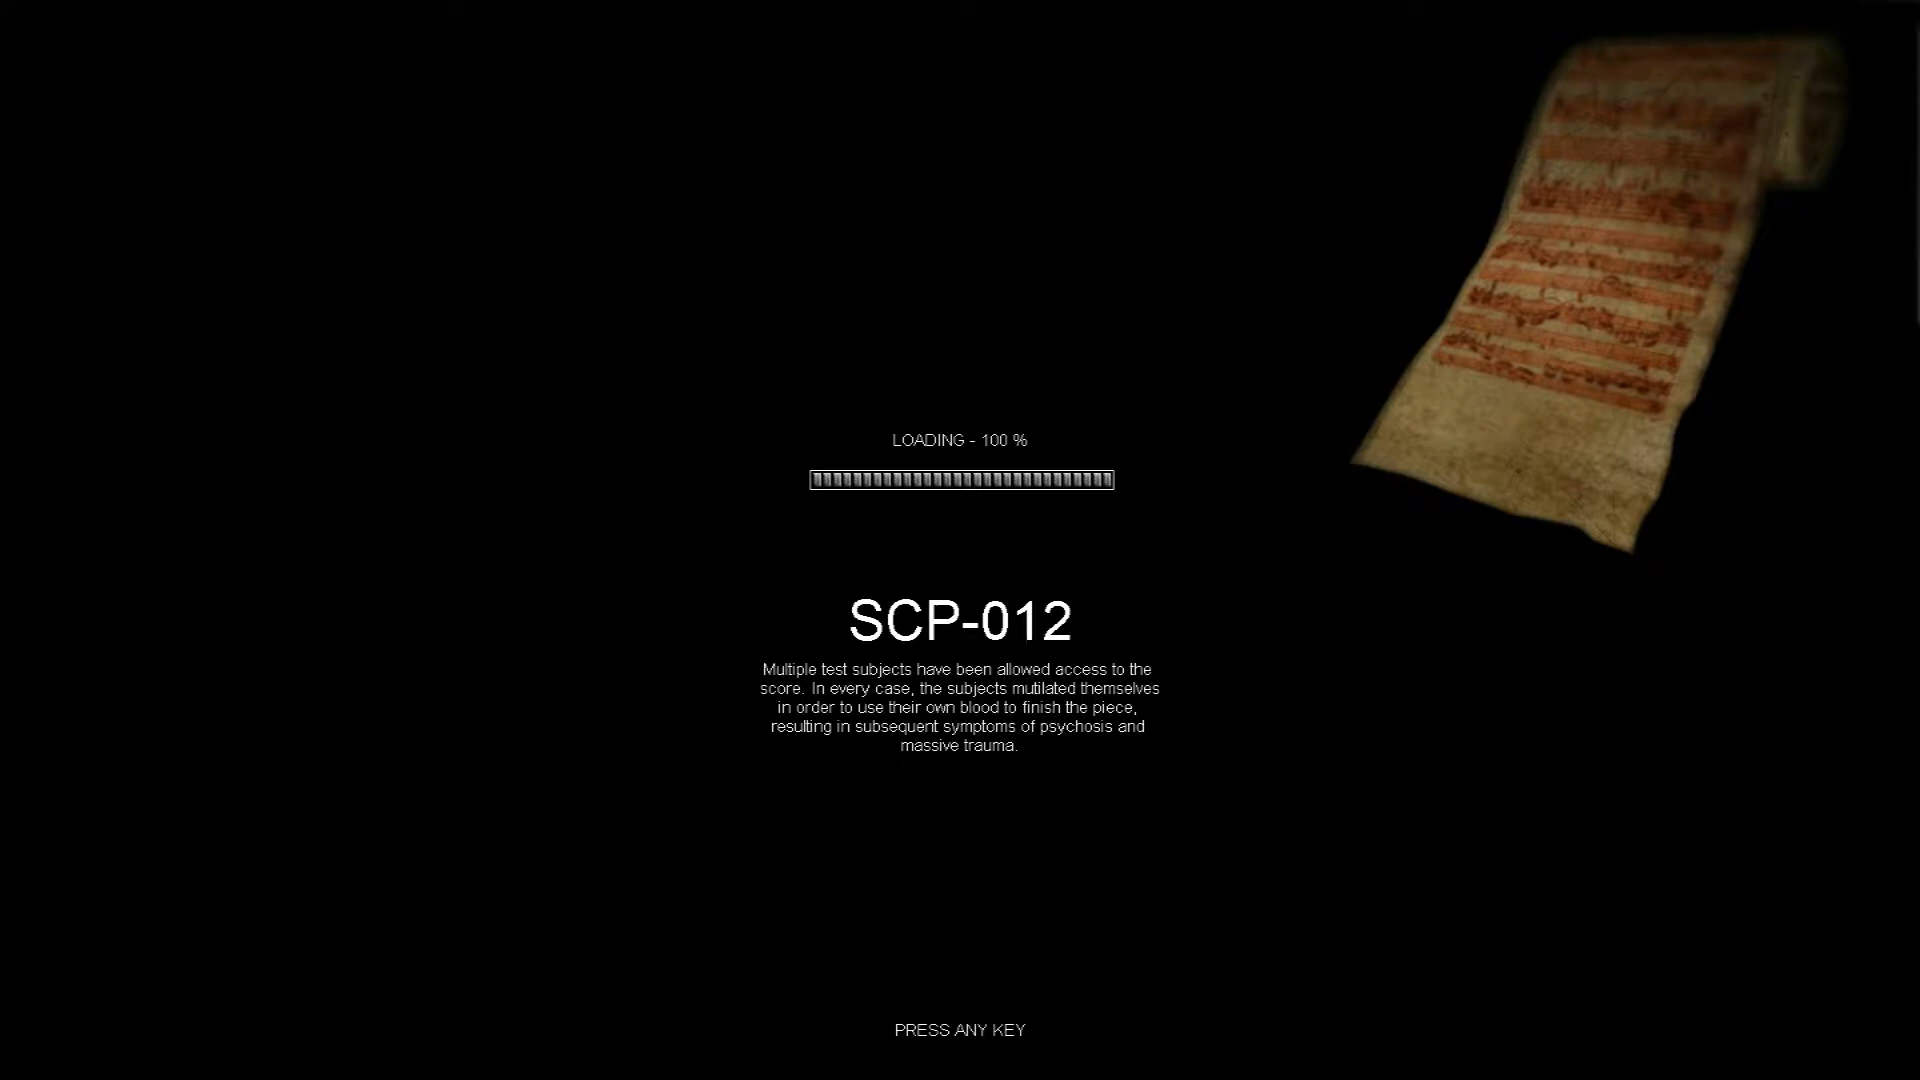 LOADING - 100 %
SCP-012
Multiple test subjects have been allowed access to the
score. In every case, the subjects mutilated themselves
in order to use their own blood to finish the piece,
resulting in subsequent symptoms of psychosis and
massive trauma.
PRESS ANY KEY